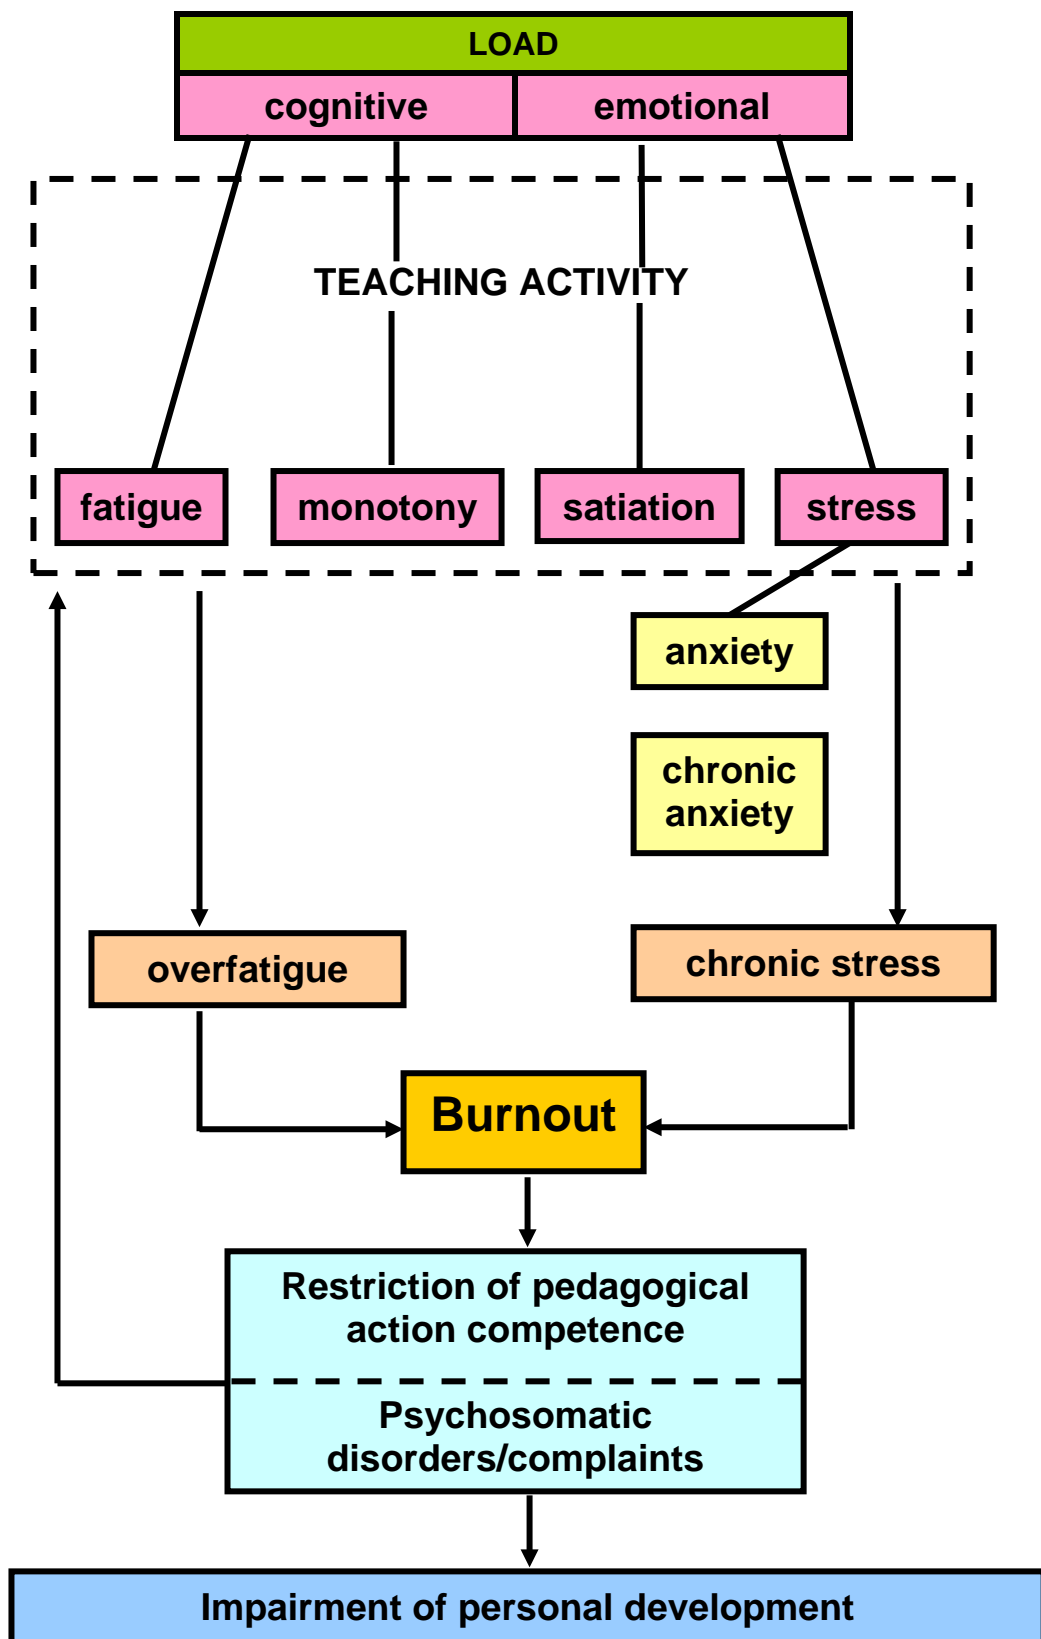 LOAD
cognitive emotional
TEACHING ACTIVITY
fatigue monotony satiation stress
anxiety
chronic
anxiety
overfatigue chronic stress
Burnout
Restriction of pedagogical
action competence
Psychosomatic
disorders/complaints
Impairment of personal development